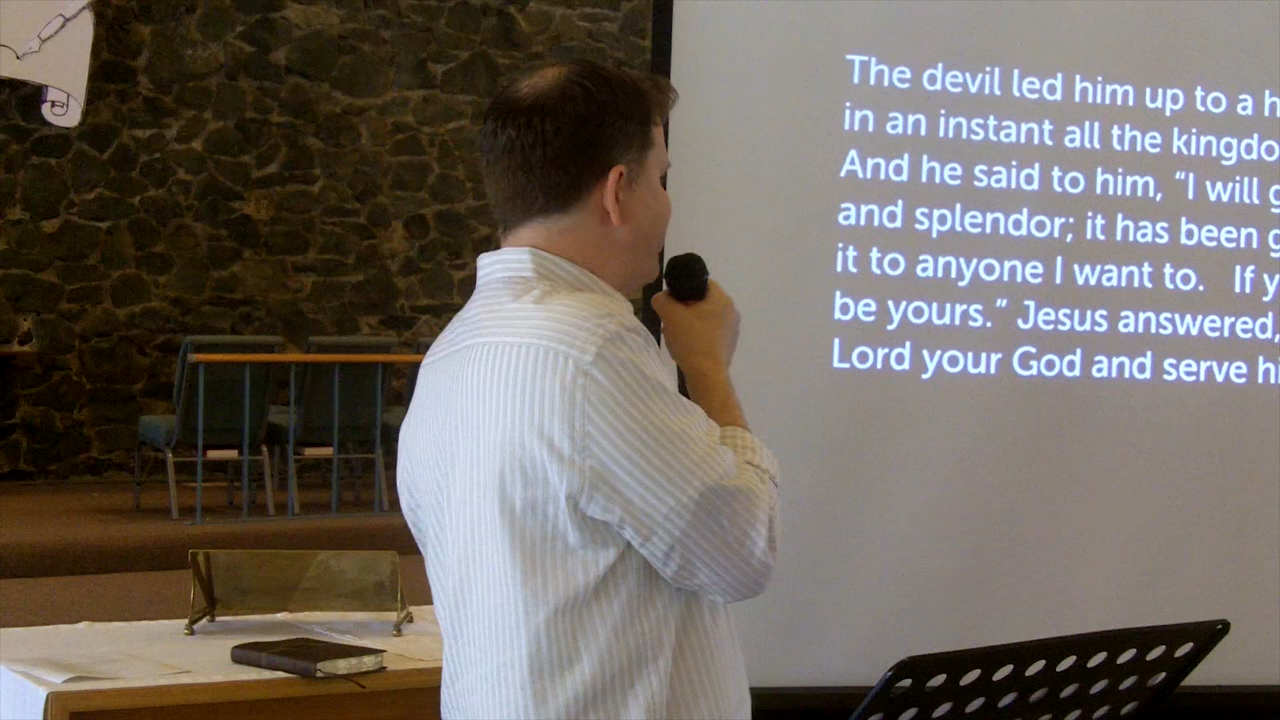 The devil led him up to a h
in an instant all the kingdo
And he said to him, “I will g
and splendor; it has been g
it to anyone I want to. If y
be yours.” Jesus answered,
Lord your God and serve hi